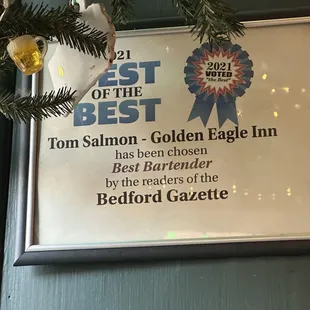 2021
BEST
OF THE
BEST
2021
VOTED
"the Best"
Tom Salmon - Golden Eagle Inn
has been chosen
Best Bartender
by the readers of the
Bedford Gazette